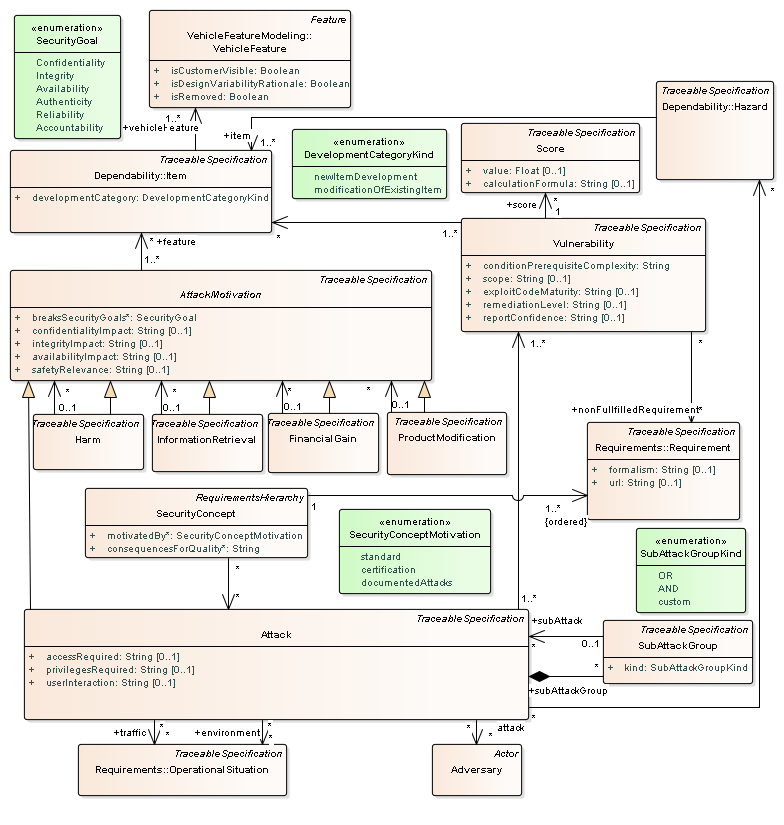 «enumeration»
SecurityGoal
Confidentiality
Integrity
Availability
Authenticity
Reliability
Accountability
Feature
VehicleFeatureModeling::
VehicleFeature
+ isCustomerVisible: Boolean
+ isDesignVariabilityRationale: Boolean
+ isRemoved: Boolean
1..*
+vehicleFeature
+item
1..*
Traceable Specification
Dependability::Hazard
*
«enumeration»
DevelopmentCategoryKind
newItemDevelopment
modificationOfExistingItem
Traceable Specification
Score
+ value: Float [0..1]
+ calculationFormula: String [0..1]
+score
*
1
Traceable Specification
Dependability::Item
+ developmentCategory: DevelopmentCategoryKind
*
+feature
1..*
*
1..*
Traceable Specification
Vulnerability
+ conditionPrerequisiteComplexity: String
+ scope: String [0..1]
+ exploitCodeMaturity: String [0..1]
+ remediationLevel: String [0..1]
+ reportConfidence: String [0..1]
1..*
*
Traceable Specification
AttackMotivation
+ breaksSecurityGoals*: SecurityGoal
+ confidentialityImpact: String [0..1]
+ integrityImpact: String [0..1]
+ availabilityImpact: String [0..1]
+ safetyRelevance: String [0..1]
*
0..1
*
0..1
*
0..1
*
0..1
Traceable Specification
Harm
Traceable Specification
InformationRetrieval
Traceable Specification
FinancialGain
Traceable Specification
ProductModification
+nonFullfilledRequirement
*
Traceable Specification
Requirements::Requirement
+ formalism: String [0..1]
+ url: String [0..1]
RequirementsHierarchy
SecurityConcept
+ motivatedBy*: SecurityConceptMotivation
+ consequencesForQuality*: String
1
1..*
{ordered}
*
*
«enumeration»
SecurityConceptMotivation
standard
certification
documentedAttacks
«enumeration»
SubAttackGroupKind
OR
AND
custom
1..*
Traceable Specification
Attack
+ accessRequired: String [0..1]
+ privilegesRequired: String [0..1]
+ userInteraction: String [0..1]
+subAttack
*
0..1
Traceable Specification
SubAttackGroup
+ kind: SubAttackGroupKind
*
+subAttackGroup
*
attack
+traffic
*
*
+environment
*
*
*
*
Traceable Specification
Requirements::Operational Situation
Actor
Adversary